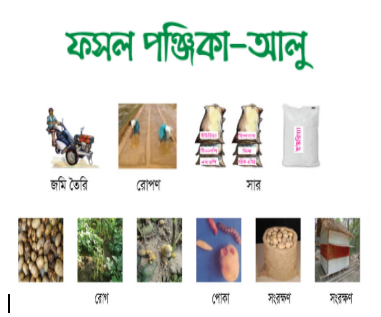 ফসল পঞ্জিকা-আলু
জমি তৈরি
রোপণ
সার
রোগ
পোকা
সংরক্ষণ
সংরক্ষণ